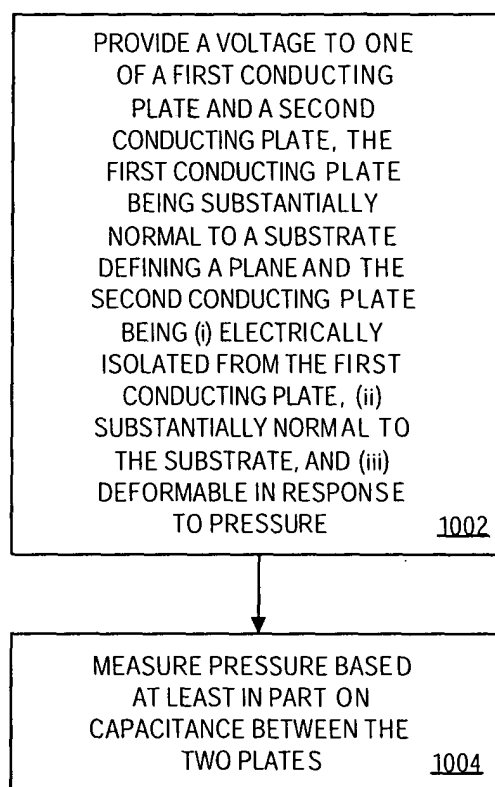 PROVIDE A VOLTAGE TO ONE
OF A FIRST CONDUCTING
PLATE AND A SECOND
CONDUCTING PLATE, THE
FIRST CONDUCTING PLATE
BEING SUBSTANTIALLY
NORMAL TO A SUBSTRATE
DEFINING A PLANE AND THE
SECOND CONDUCTING PLATE
BEING (i) ELECTRICALLY
ISOLATED FROM THE FIRST
CONDUCTING PLATE, (ii)
SUBSTANTIALLY NORMAL TO
THE SUBSTRATE, AND (iii)
DEFORMABLE IN RESPONSE
TO PRESSURE 1002
MEASURE PRESSURE BASED
AT LEAST IN PART ON
CAPACITANCE BETWEEN THE
TWO PLATES 1004